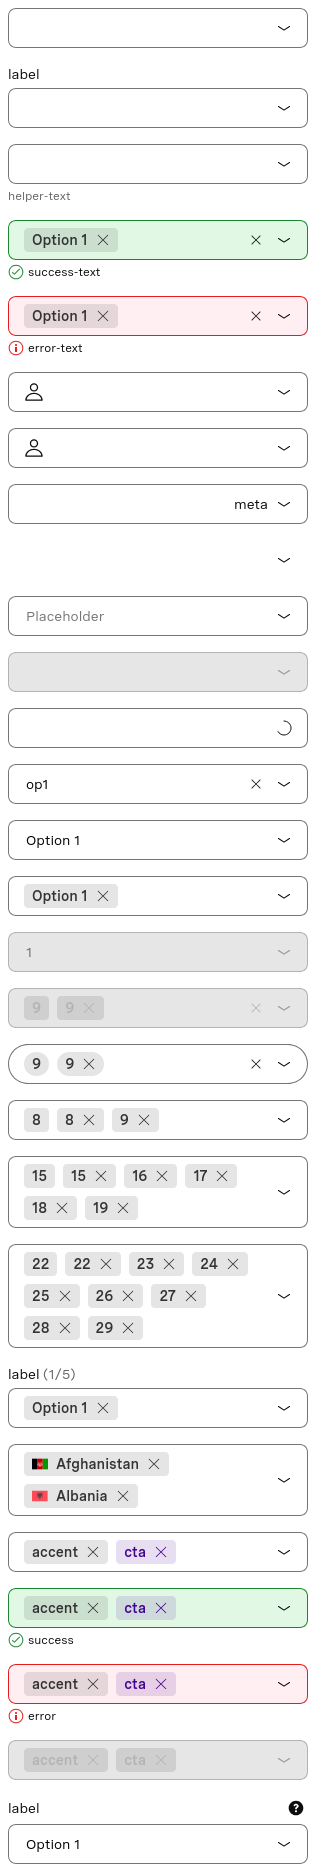 label
helper-text
Option 1
success-text
Option 1
error-text
meta
Placeholder
op1
Option 1
Option 1
1
9 9
9 9
8 8 9
15 15 16 17
18 19
22 22 23 24
25 26 27
28 29
label (1/5)
Option 1
Afghanistan
Albania
accent cta
accent cta
success
accent cta
error
accent cta
label ?
Option 1